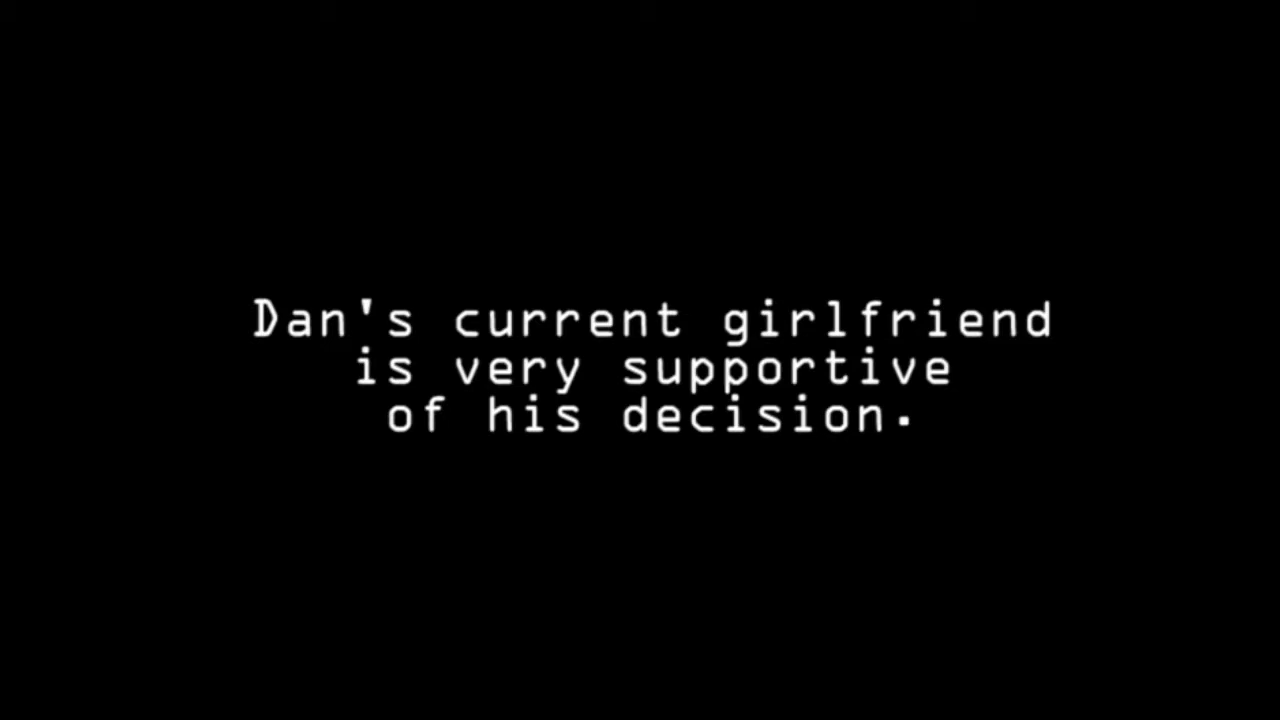 Dan's current girlfriend
is very supportive
of his decision.